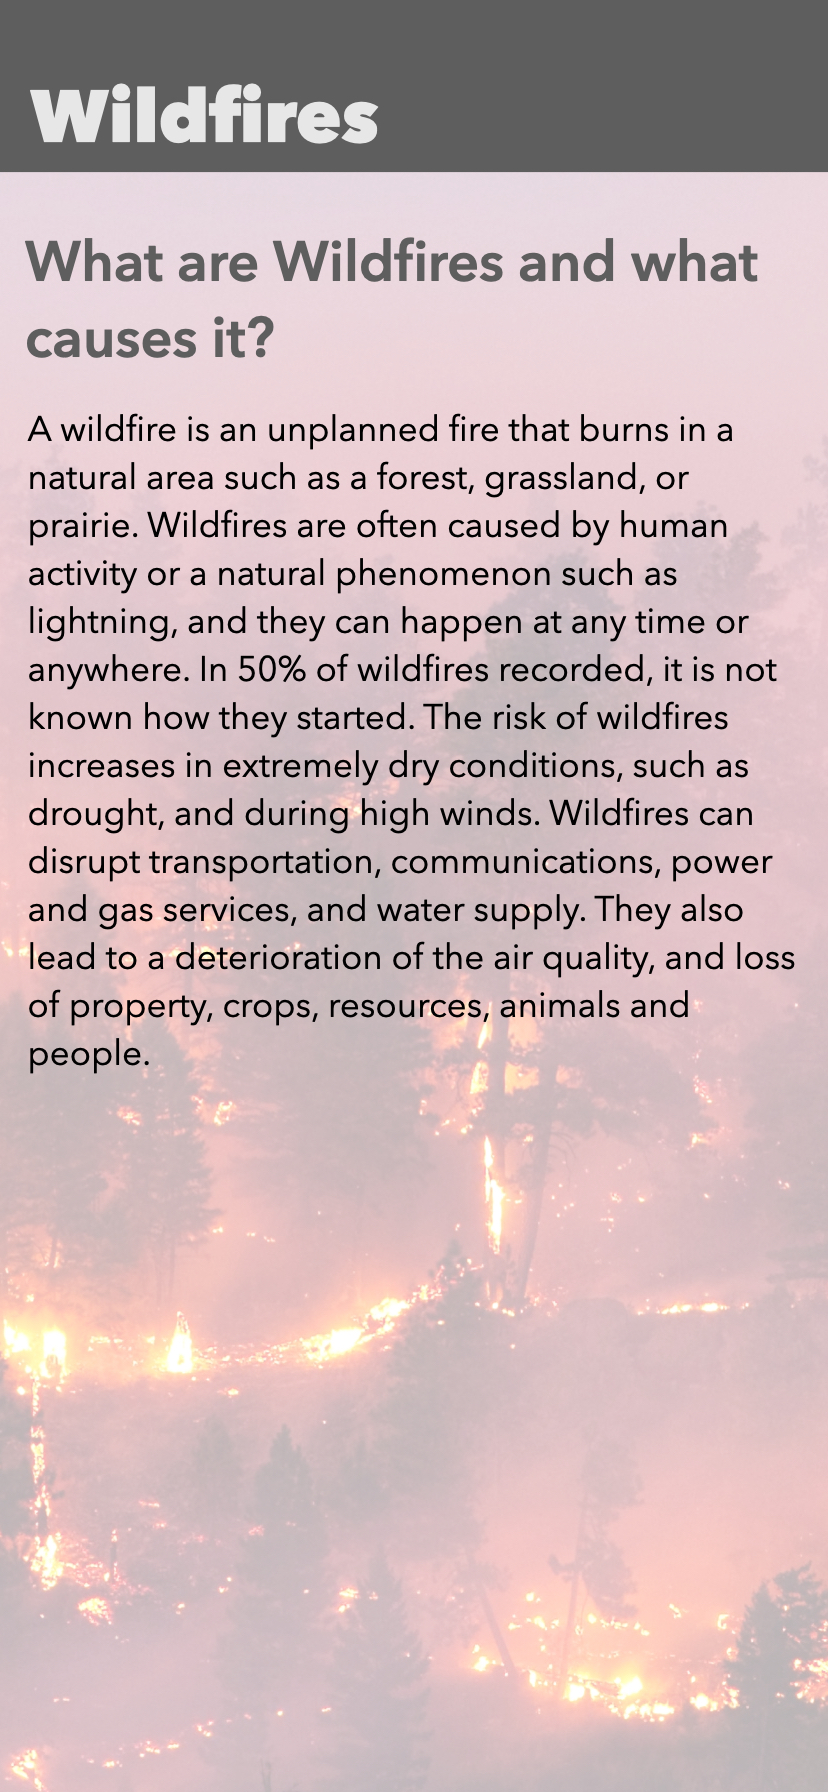 Wildfires
What are Wildfires and what
causes it?
A wildfire is an unplanned fire that burns in a
natural area such as a forest, grassland, or
prairie. Wildfires are often caused by human
activity or a natural phenomenon such as
lightning, and they can happen at any time or
anywhere. In 50% of wildfires recorded, it is not
known how they started. The risk of wildfires
increases in extremely dry conditions, such as
drought, and during high winds. Wildfires can
disrupt transportation, communications, power
and gas services, and water supply. They also
lead to a deterioration of the air quality, and loss
of property, crops, resources, animals and
people.